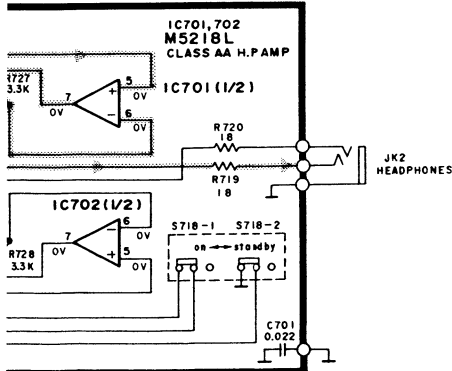 IC701, 702
M5218L
CLASS AA H.P AMP
R727
3.3K
7
0V
5
+
0V
IC701 (1/2)
−
6
0V
R720
18
R719
18
JK2
HEADPHONES
IC702 (1/2)
−
6
0V
7
0V
+
5
0V
R728
3.3K
S718-1 S718-2
on ↔ standby
C701
0.022